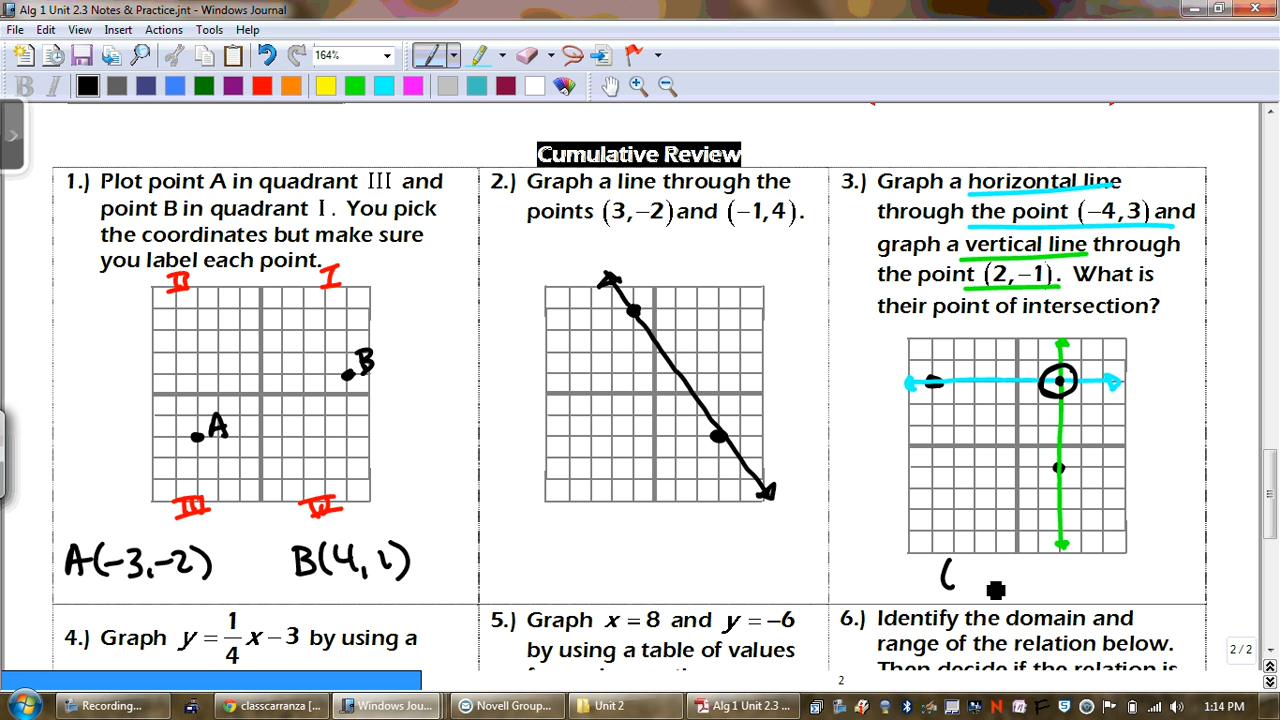 Alg 1 Unit 2.3 Notes & Practice.jnt - Windows Journal
File Edit View Insert Actions Tools Help
164%
Cumulative Review
1.) Plot point A in quadrant III and
point B in quadrant I. You pick
the coordinates but make sure
you label each point.
II I
B
A
III IV
A(-3,-2) B(4,1)
2.) Graph a line through the
points (3,−2) and (−1,4).
3.) Graph a horizontal line
through the point (−4,3) and
graph a vertical line through
the point (2,−1). What is
their point of intersection?
(
4.) Graph y = 1/4 x − 3 by using a
5.) Graph x = 8 and y = −6
by using a table of values
6.) Identify the domain and
range of the relation below.
Then decide if the relation is
2 / 2
2
Recording... classcarranza [... Windows Jou... Novell Group... Unit 2 Alg 1 Unit 2.3 ... 1:14 PM